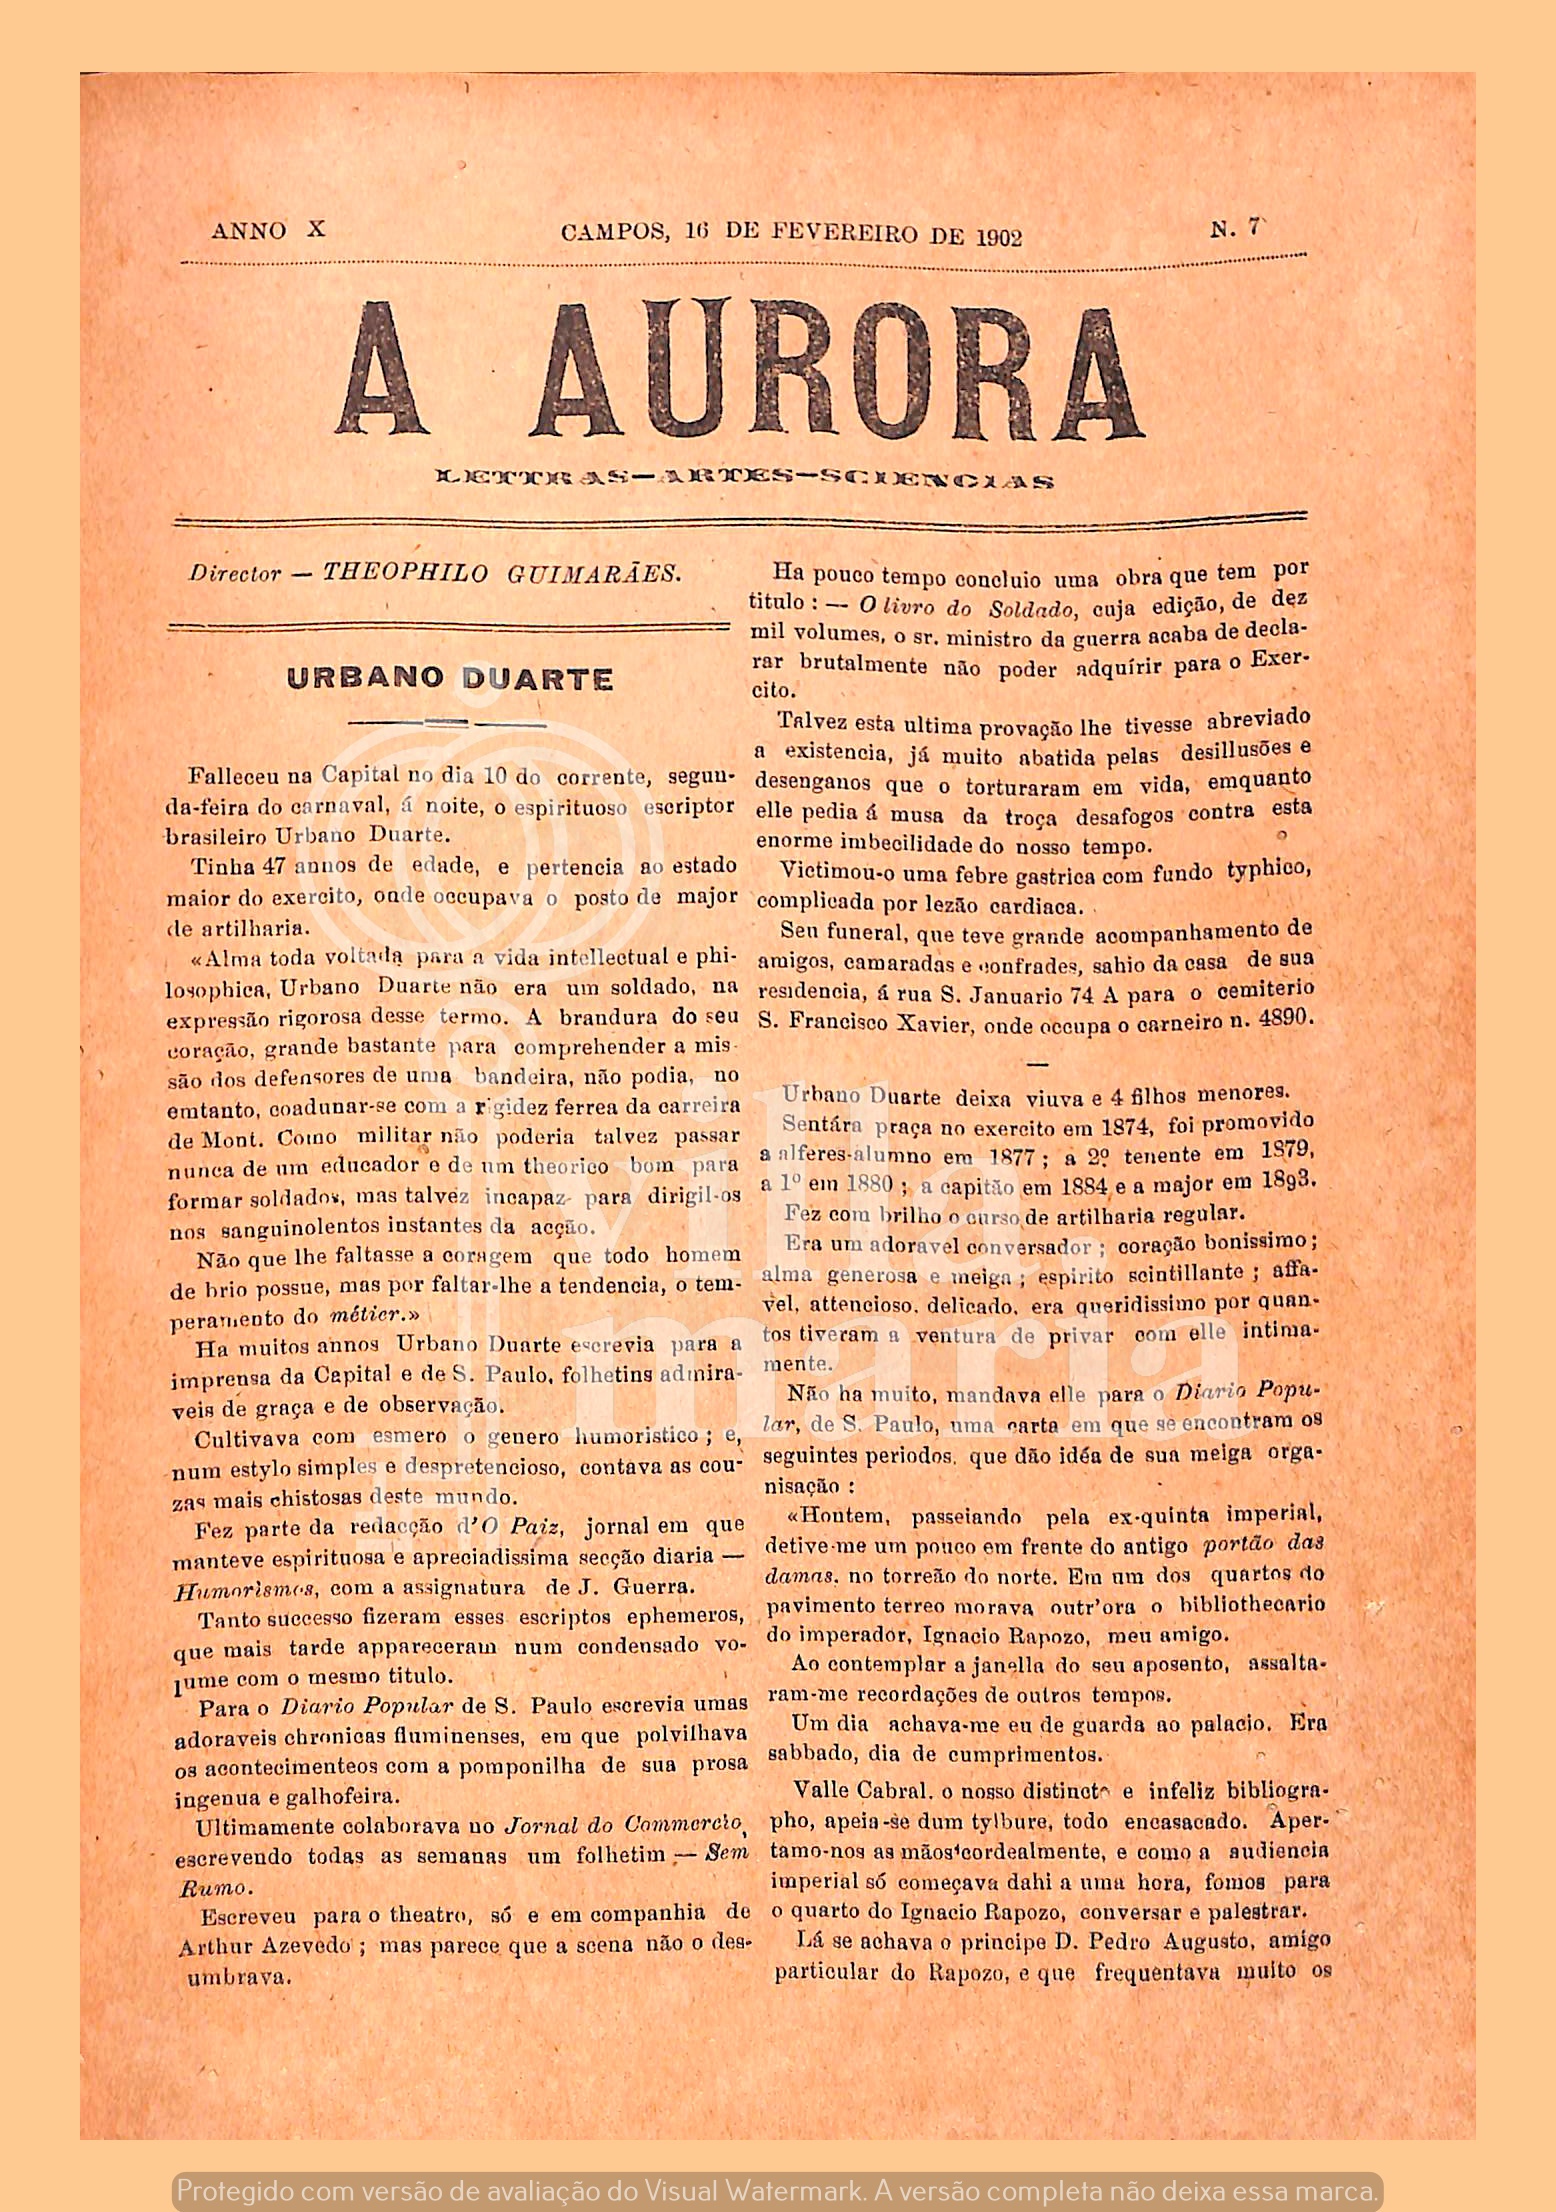 ANNO X
CAMPOS, 16 DE FEVEREIRO DE 1902
N. 7
A AURORA
LETTRAS—ARTES—SCIENCIAS
Director — THEOPHILO GUIMARÃES.
URBANO DUARTE
Falleceu na Capital no dia 10 do corrente, segun-
da-feira do carnaval, á noite, o espirituoso escriptor
brasileiro Urbano Duarte.
Tinha 47 annos de edade, e pertencia ao estado
maior do exercito, onde occupava o posto de major
de artilharia.
«Alma toda voltada para a vida intellectual e phi-
losophica, Urbano Duarte não era um soldado, na
expressão rigorosa desse termo. A brandura do seu
coração, grande bastante para comprehender a mis-
são dos defensores de uma bandeira, não podia, no
emtanto, coadunar-se com a rigidez ferrea da carreira
de Mont. Como militar não poderia talvez passar
nunca de um educador e de um theorico bom para
formar soldados, mas talvez incapaz para dirigil-os
nos sanguinolentos instantes da acção.
Não que lhe faltasse a coragem que todo homem
de brio possue, mas por faltar-lhe a tendencia, o tem-
peramento do métier.»
Ha muitos annos Urbano Duarte escrevia para a
imprensa da Capital e de S. Paulo, folhetins admira-
veis de graça e de observação.
Cultivava com esmero o genero humoristico ; e,
num estylo simples e despretencioso, contava as cou-
zas mais chistosas deste mundo.
Fez parte da redacção d'O Paiz, jornal em que
manteve espirituosa e apreciadissima secção diaria —
Humorismos, com a assignatura de J. Guerra.
Tanto successo fizeram esses escriptos ephemeros,
que mais tarde appareceram num condensado vo-
lume com o mesmo titulo.
Para o Diario Popular de S. Paulo escrevia umas
adoraveis chronicas fluminenses, em que polvilhava
os acontecimenteos com a pomponilha de sua prosa
ingenua e galhofeira.
Ultimamente colaborava no Jornal do Commercio,
escrevendo todas as semanas um folhetim — Sem
Rumo.
Escreveu para o theatro, só e em companhia de
Arthur Azevedo ; mas parece que a scena não o des-
umbrava.
Ha pouco tempo concluio uma obra que tem por
titulo : — O livro do Soldado, cuja edição, de dez
mil volumes, o sr. ministro da guerra acaba de decla-
rar brutalmente não poder adquírir para o Exer-
cito.
Talvez esta ultima provação lhe tivesse abreviado
a existencia, já muito abatida pelas desillusões e
desenganos que o torturaram em vida, emquanto
elle pedia á musa da troça desafogos contra esta
enorme imbecilidade do nosso tempo.
Victimou-o uma febre gastrica com fundo typhico,
complicada por lezão cardiaca.
Seu funeral, que teve grande acompanhamento de
amigos, camaradas e confrades, sahio da casa de sua
residencia, á rua S. Januario 74 A para o cemiterio
S. Francisco Xavier, onde occupa o carneiro n. 4890.
—
Urbano Duarte deixa viuva e 4 filhos menores.
Sentára praça no exercito em 1874, foi promovido
a alferes-alumno em 1877 ; a 2º tenente em 1879,
a 1º em 1880 ; a capitão em 1884 e a major em 1893.
Fez com brilho o curso de artilharia regular.
Era um adoravel conversador ; coração bonissimo ;
alma generosa e meiga ; espirito scintillante ; affa-
vel, attencioso, delicado, era queridissimo por quan-
tos tiveram a ventura de privar com elle intima-
mente.
Não ha muito, mandava elle para o Diario Popu-
lar, de S. Paulo, uma carta em que se encontram os
seguintes periodos, que dão idéa de sua meiga orga-
nisação :
«Hontem, passeiando pela ex-quinta imperial,
detive-me um pouco em frente do antigo portão das
damas, no torreão do norte. Em um dos quartos do
pavimento terreo morava outr'ora o bibliothecario
do imperador, Ignacio Rapozo, meu amigo.
Ao contemplar a janella do seu aposento, assalta-
ram-me recordações de outros tempos.
Um dia achava-me eu de guarda ao palacio. Era
sabbado, dia de cumprimentos.
Valle Cabral, o nosso distincto e infeliz bibliogra-
pho, apeia-se dum tylbure, todo encasacado. Aper-
tamo-nos as mãos cordealmente, e como a audiencia
imperial só começava dahi a uma hora, fomos para
o quarto do Ignacio Rapozo, conversar e palestrar.
Lá se achava o principe D. Pedro Augusto, amigo
particular do Rapozo, e que frequentava muito os
villa
maria
Protegido com versão de avaliação do Visual Watermark. A versão completa não deixa essa marca.